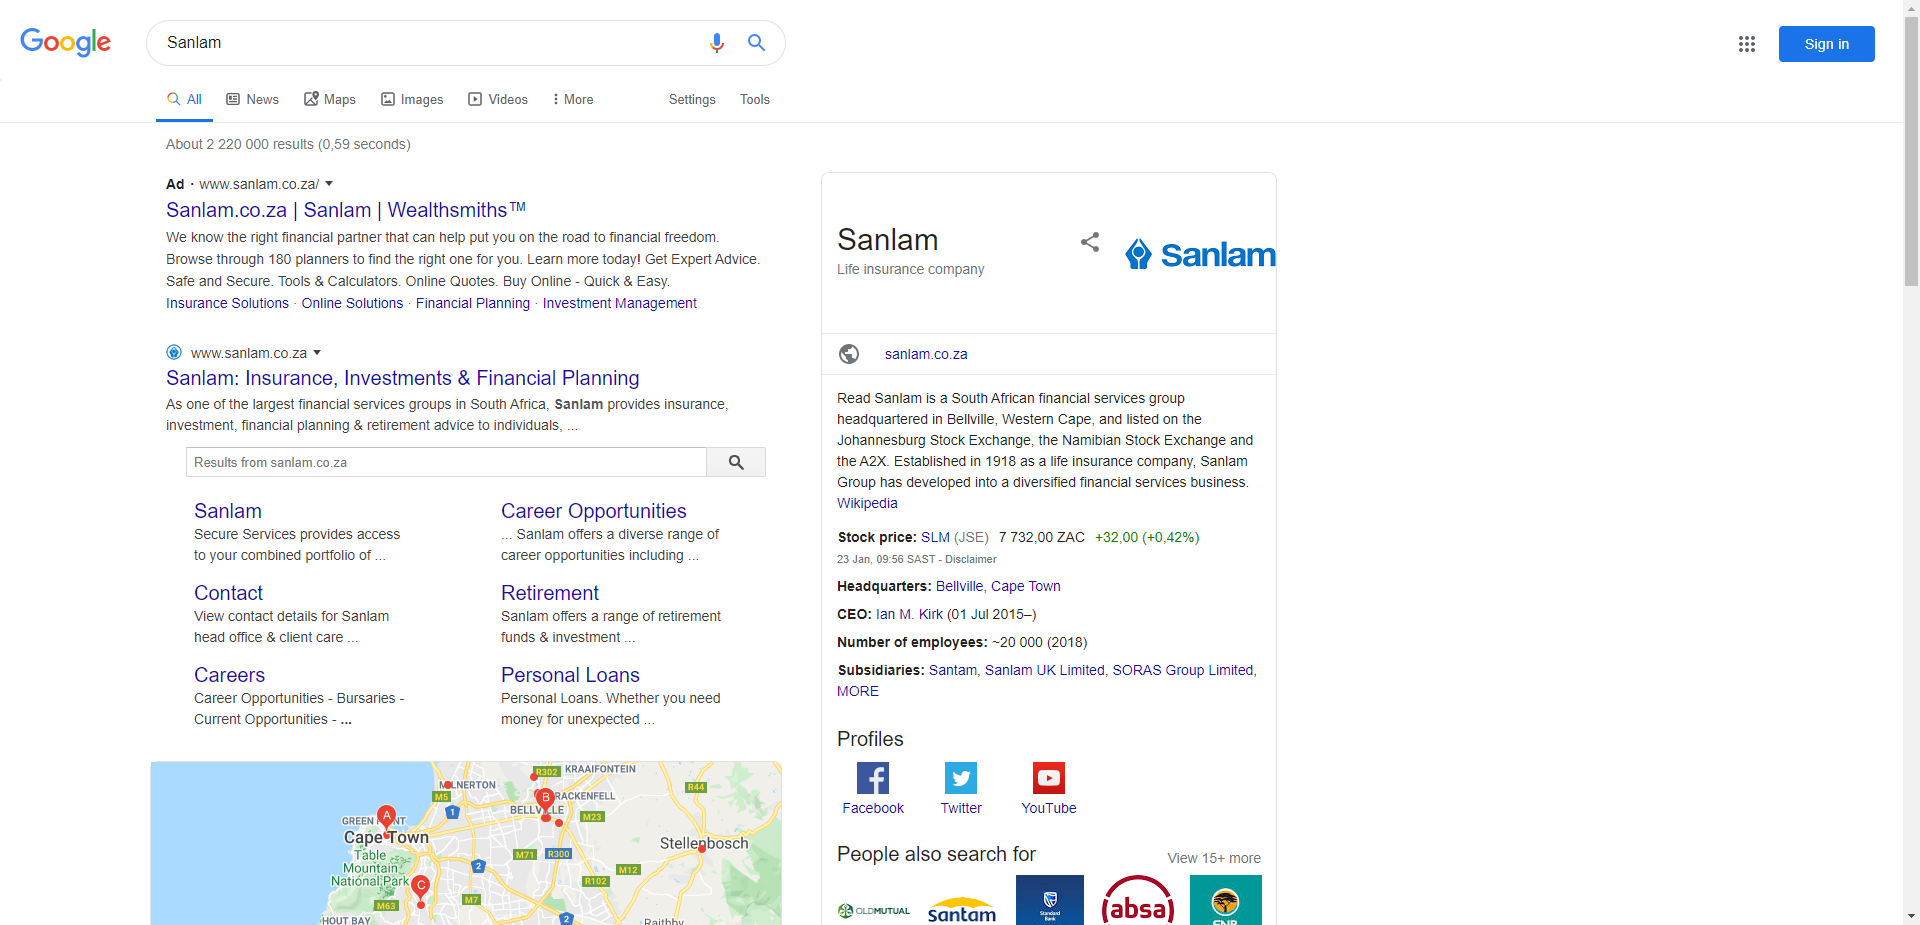 Google
Sanlam
Sign in
All
News
Maps
Images
Videos
More
Settings
Tools
About 2 220 000 results (0,59 seconds)
Ad · www.sanlam.co.za/
Sanlam.co.za | Sanlam | Wealthsmiths™
We know the right financial partner that can help put you on the road to financial freedom.
Browse through 180 planners to find the right one for you. Learn more today! Get Expert Advice.
Safe and Secure. Tools & Calculators. Online Quotes. Buy Online - Quick & Easy.
Insurance Solutions · Online Solutions · Financial Planning · Investment Management
www.sanlam.co.za
Sanlam: Insurance, Investments & Financial Planning
As one of the largest financial services groups in South Africa, Sanlam provides insurance,
investment, financial planning & retirement advice to individuals, ...
Results from sanlam.co.za
Sanlam
Secure Services provides access
to your combined portfolio of ...
Career Opportunities
... Sanlam offers a diverse range of
career opportunities including ...
Contact
View contact details for Sanlam
head office & client care ...
Retirement
Sanlam offers a range of retirement
funds & investment ...
Careers
Career Opportunities - Bursaries -
Current Opportunities - ...
Personal Loans
Personal Loans. Whether you need
money for unexpected ...
R302
KRAAIFONTEIN
M5
1
B
BRACKENFELL
R44
BELLVILLE
M23
A
Cape Town
Stellenbosch
Table
Mountain
National Park
M71
R300
2
M12
R102
C
M63
M7
HOUT BAY
2
Sanlam
Life insurance company
Sanlam
sanlam.co.za
Read Sanlam is a South African financial services group
headquartered in Bellville, Western Cape, and listed on the
Johannesburg Stock Exchange, the Namibian Stock Exchange and
the A2X. Established in 1918 as a life insurance company, Sanlam
Group has developed into a diversified financial services business.
Wikipedia
Stock price: SLM (JSE) 7 732,00 ZAC +32,00 (+0,42%)
23 Jan, 09:56 SAST - Disclaimer
Headquarters: Bellville, Cape Town
CEO: Ian M. Kirk (01 Jul 2015–)
Number of employees: ~20 000 (2018)
Subsidiaries: Santam, Sanlam UK Limited, SORAS Group Limited,
MORE
Profiles
Facebook
Twitter
YouTube
People also search for
View 15+ more
OLDMUTUAL
santam
Standard
Bank
absa